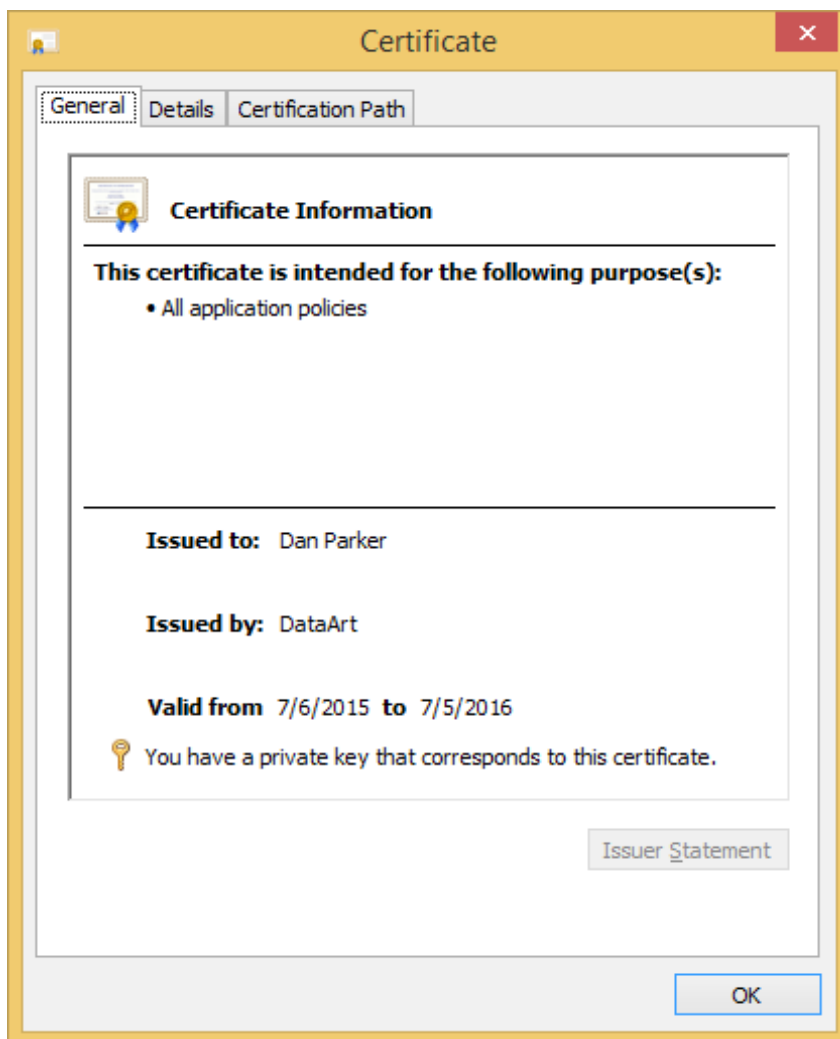 Certificate
General Details Certification Path
Certificate Information
This certificate is intended for the following purpose(s):
• All application policies
Issued to: Dan Parker
Issued by: DataArt
Valid from 7/6/2015 to 7/5/2016
You have a private key that corresponds to this certificate.
Issuer Statement
OK